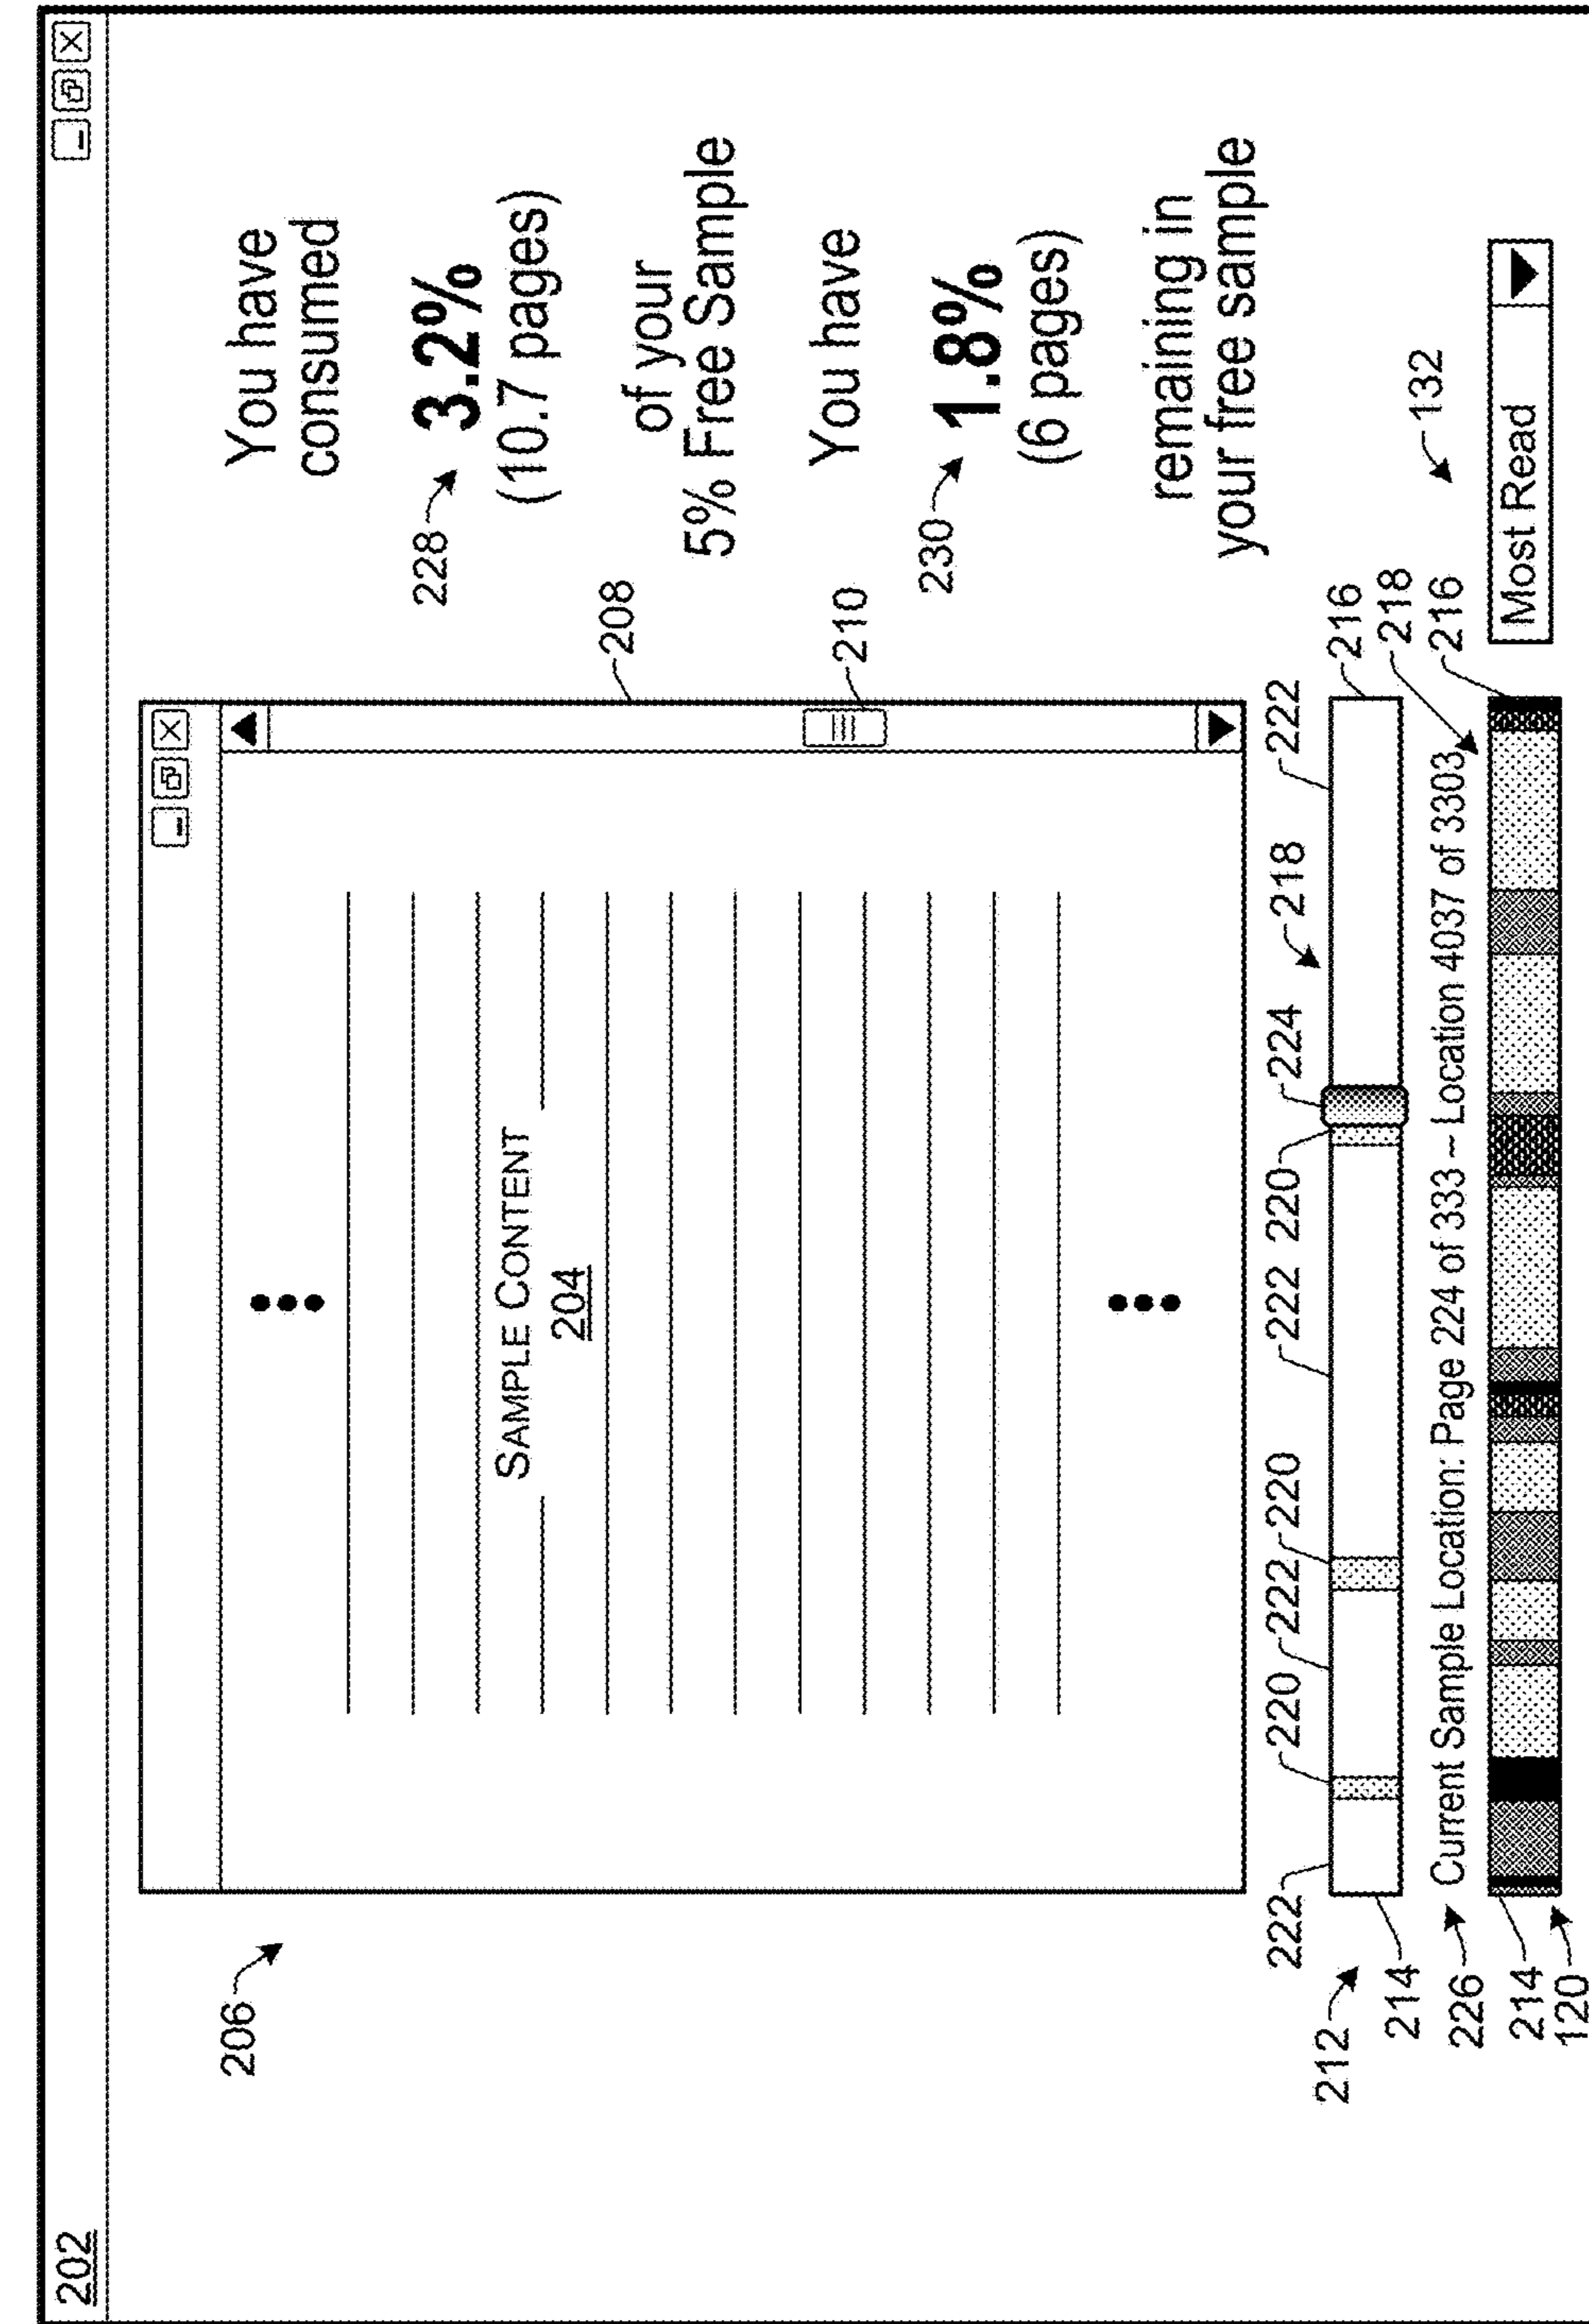 202
206
SAMPLE CONTENT
204
208
210
You have
consumed
228
3.2%
(10.7 pages)
of your
5% Free Sample
You have
230
1.8%
(6 pages)
remaining in
your free sample
222
220
222
220
222
220
224
218
222
212
214
216
226
Current Sample Location: Page 224 of 333 ~ Location 4037 of 3303
218
216
132
214
120
Most Read